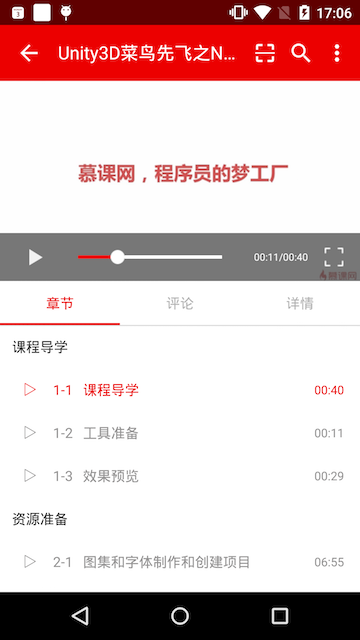 3
17:06
Unity3D菜鸟先飞之N...
慕课网，程序员的梦工厂
00:11/00:40
慕课网
章节 评论 详情
课程导学
1-1 课程导学 00:40
1-2 工具准备 00:11
1-3 效果预览 00:29
资源准备
2-1 图集和字体制作和创建项目 06:55